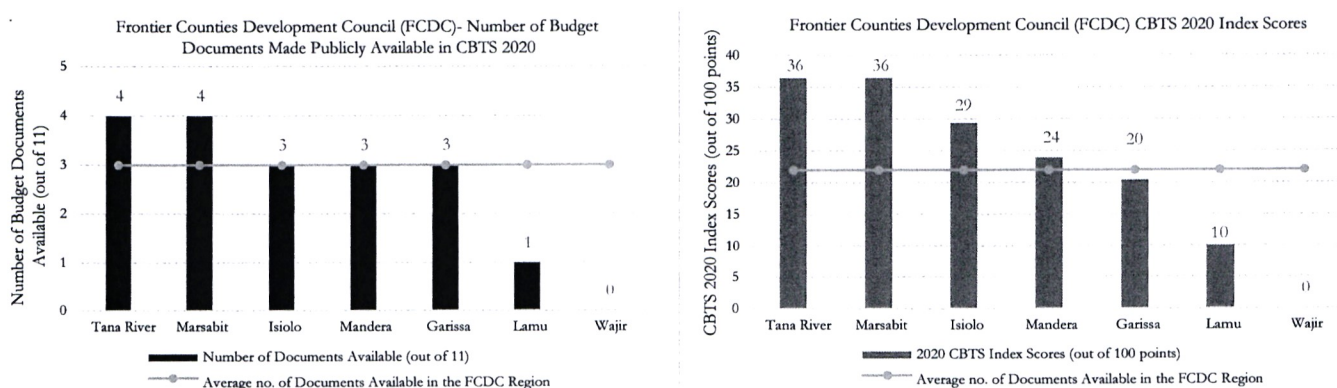 Frontier Counties Development Council (FCDC)- Number of Budget
Documents Made Publicly Available in CBTS 2020
Number of Budget Documents
Available (out of 11)
5
4
3
2
1
0
4
4
3
3
3
1
0
Tana River
Marsabit
Isiolo
Mandera
Garissa
Lamu
Wajir
Number of Documents Available (out of 11)
Average no. of Documents Available in the FCDC Region
Frontier Counties Development Council (FCDC) CBTS 2020 Index Scores
CBTS 2020 Index Scores (out of 100 points)
40
35
30
25
20
15
10
5
0
36
36
29
24
20
10
0
Tana River
Marsabit
Isiolo
Mandera
Garissa
Lamu
Wajir
2020 CBTS Index Scores (out of 100 points)
Average no. of Documents Available in the FCDC Region